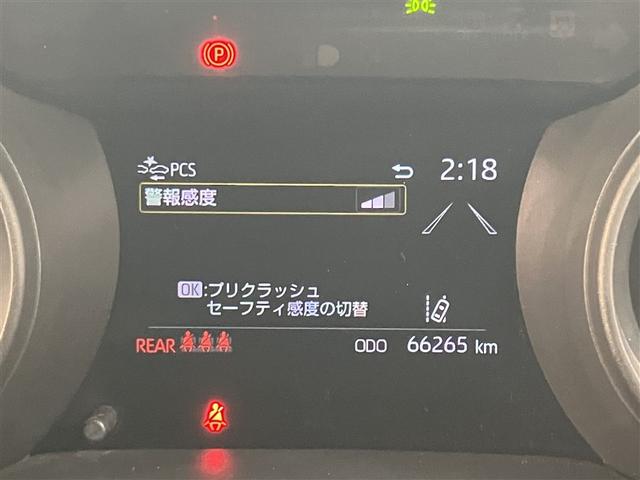 P
PCS
2:18
警報感度
OK:プリクラッシュ
セーフティ感度の切替
REAR
ODO 66265 km